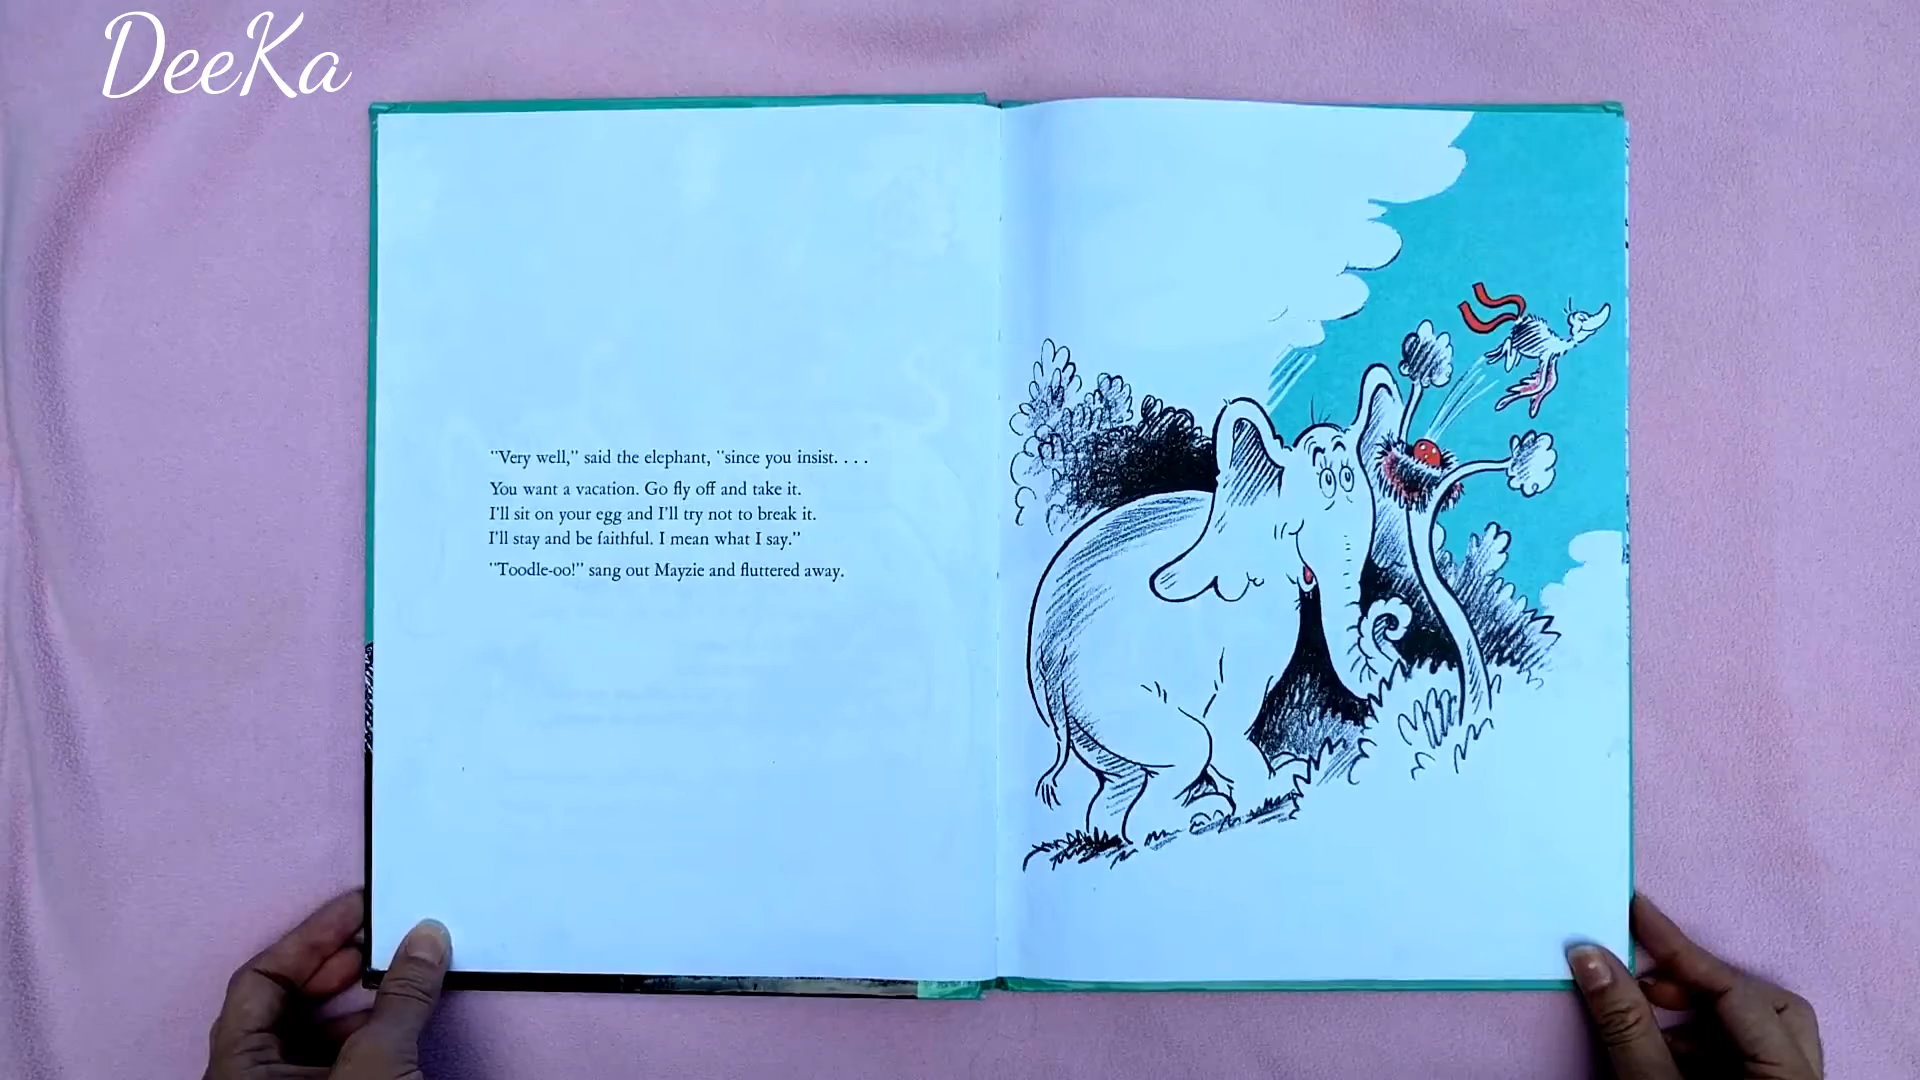 DeeKa
"Very well," said the elephant, "since you insist. . . .
You want a vacation. Go fly off and take it.
I'll sit on your egg and I'll try not to break it.
I'll stay and be faithful. I mean what I say."
"Toodle-oo!" sang out Mayzie and fluttered away.